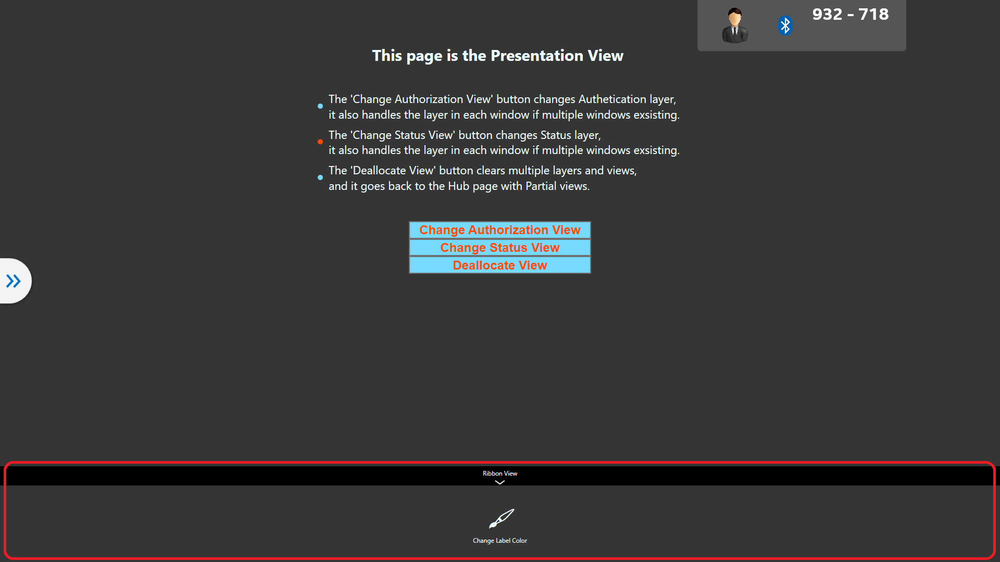 932 - 718
This page is the Presentation View
The 'Change Authorization View' button changes Authetication layer,
it also handles the layer in each window if multiple windows exsisting.
The 'Change Status View' button changes Status layer,
it also handles the layer in each window if multiple windows exsisting.
The 'Deallocate View' button clears multiple layers and views,
and it goes back to the Hub page with Partial views.
Change Authorization View
Change Status View
Deallocate View
Ribbon View
Change Label Color